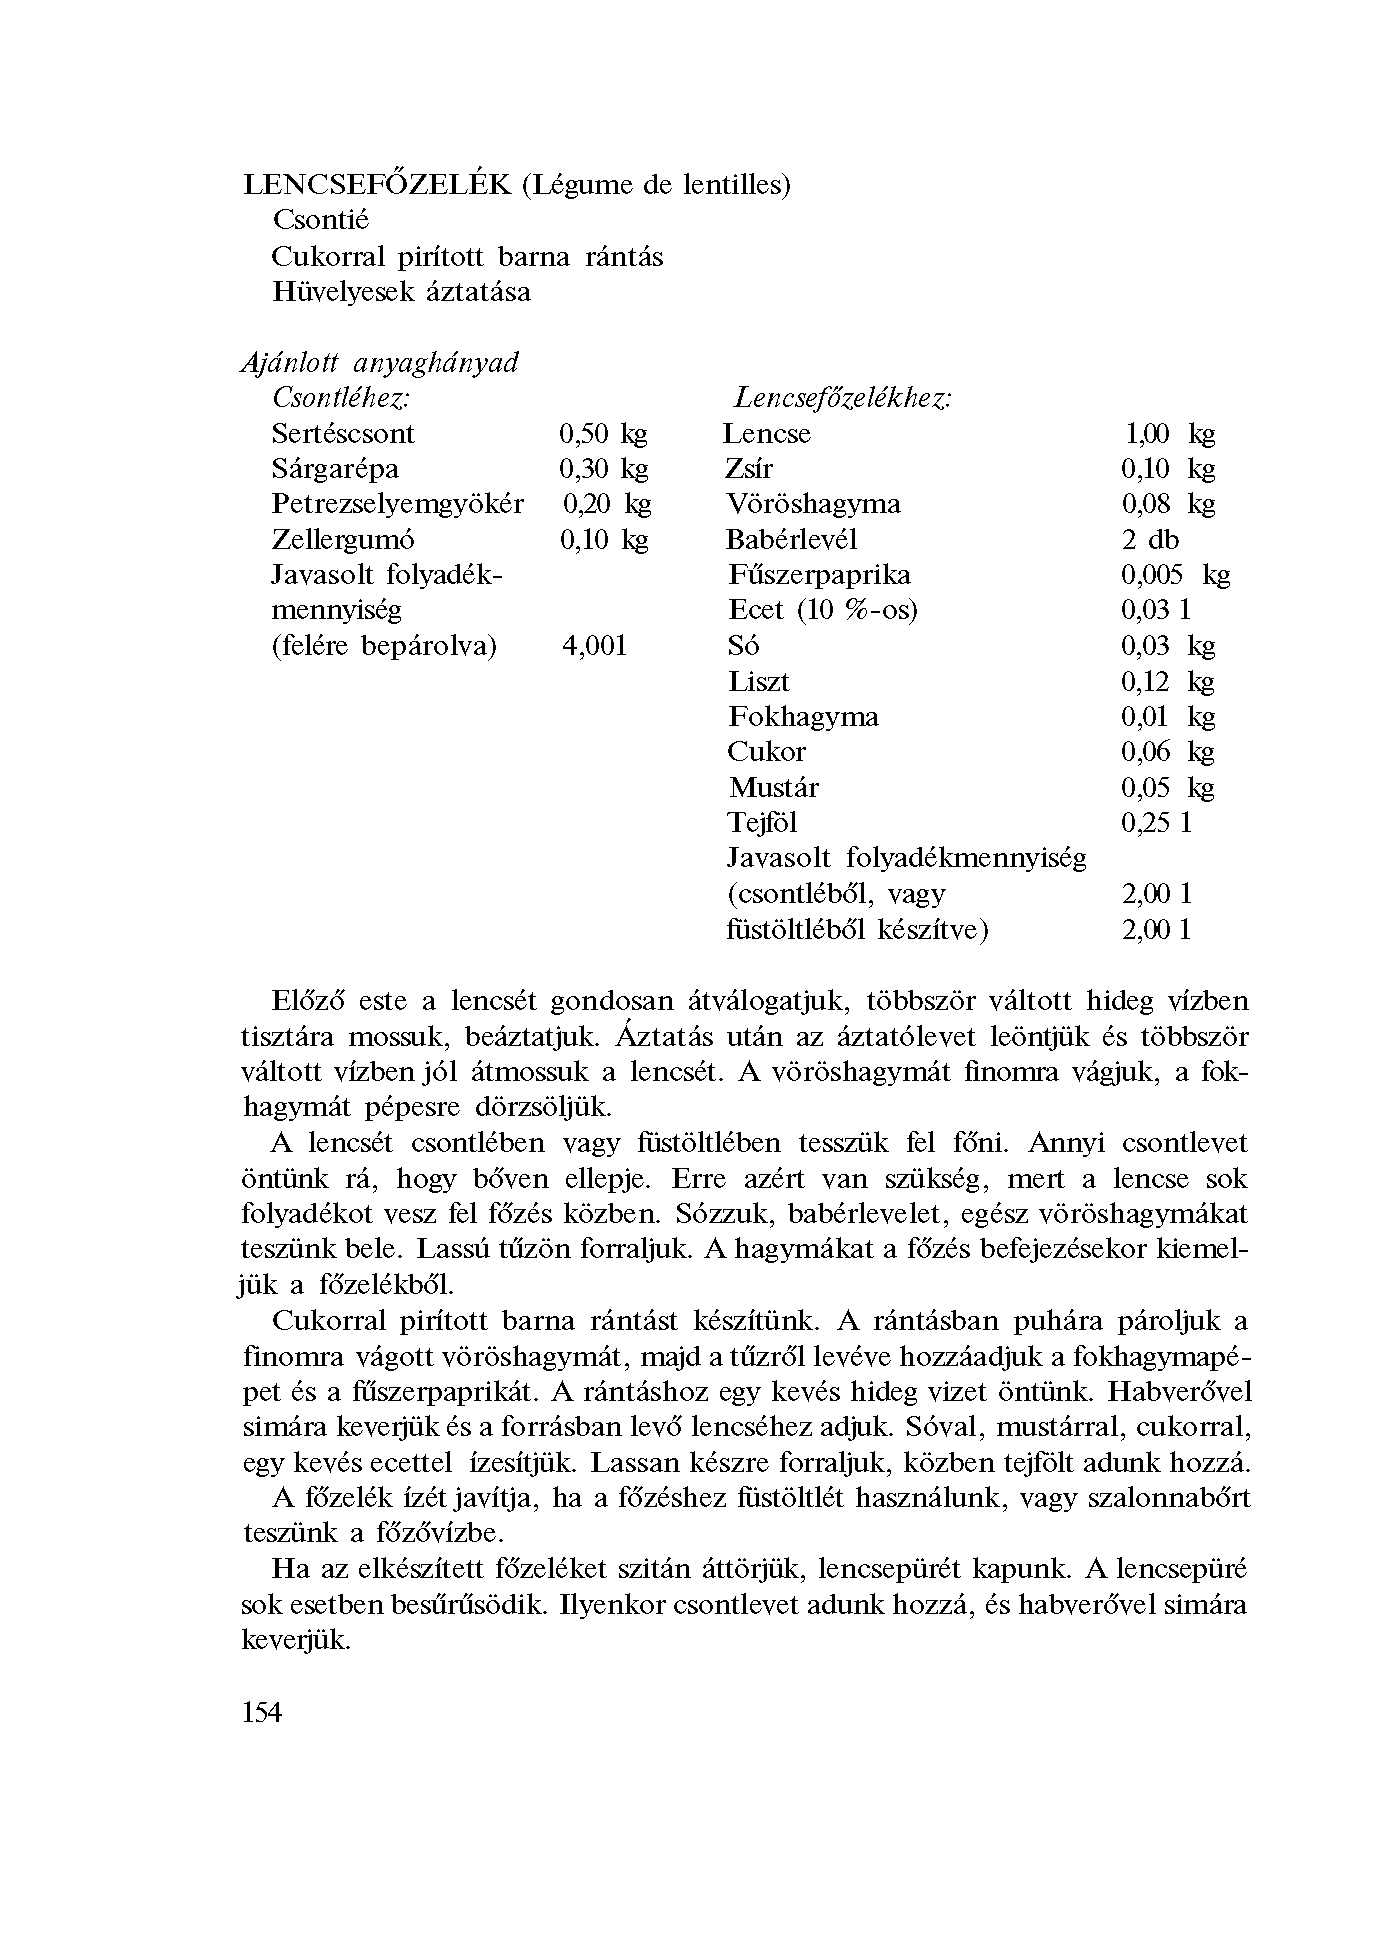 LENCSEFŐZELÉK (Légume de lentilles)
Csontié
Cukorral pirított barna rántás
Hüvelyesek áztatása
Ajánlott anyaghányad
Csontléhez:
Sertéscsont 0,50 kg
Sárgarépa 0,30 kg
Petrezselyemgyökér 0,20 kg
Zellergumó 0,10 kg
Javasolt folyadék-
mennyiség
(felére bepárolva) 4,001
Lencsefőzelékhez:
Lencse 1,00 kg
Zsír 0,10 kg
Vöröshagyma 0,08 kg
Babérlevél 2 db
Fűszerpaprika 0,005 kg
Ecet (10 %-os) 0,03 1
Só 0,03 kg
Liszt 0,12 kg
Fokhagyma 0,01 kg
Cukor 0,06 kg
Mustár 0,05 kg
Tejföl 0,25 1
Javasolt folyadékmennyiség
(csontléből, vagy 2,00 1
füstöltléből készítve) 2,00 1
Előző este a lencsét gondosan átválogatjuk, többször váltott hideg vízben
tisztára mossuk, beáztatjuk. Áztatás után az áztatólevet leöntjük és többször
váltott vízben jól átmossuk a lencsét. A vöröshagymát finomra vágjuk, a fok-
hagymát pépesre dörzsöljük.
A lencsét csontlében vagy füstöltlében tesszük fel főni. Annyi csontlevet
öntünk rá, hogy bőven ellepje. Erre azért van szükség, mert a lencse sok
folyadékot vesz fel főzés közben. Sózzuk, babérlevelet, egész vöröshagymákat
teszünk bele. Lassú tűzön forraljuk. A hagymákat a főzés befejezésekor kiemel-
jük a főzelékből.
Cukorral pirított barna rántást készítünk. A rántásban puhára pároljuk a
finomra vágott vöröshagymát, majd a tűzről levéve hozzáadjuk a fokhagymapé-
pet és a fűszerpaprikát. A rántáshoz egy kevés hideg vizet öntünk. Habverővel
simára keverjük és a forrásban levő lencséhez adjuk. Sóval, mustárral, cukorral,
egy kevés ecettel ízesítjük. Lassan készre forraljuk, közben tejfölt adunk hozzá.
A főzelék ízét javítja, ha a főzéshez füstöltlét használunk, vagy szalonnabőrt
teszünk a főzővízbe.
Ha az elkészített főzeléket szitán áttörjük, lencsepürét kapunk. A lencsepüré
sok esetben besűrűsödik. Ilyenkor csontlevet adunk hozzá, és habverővel simára
keverjük.
154